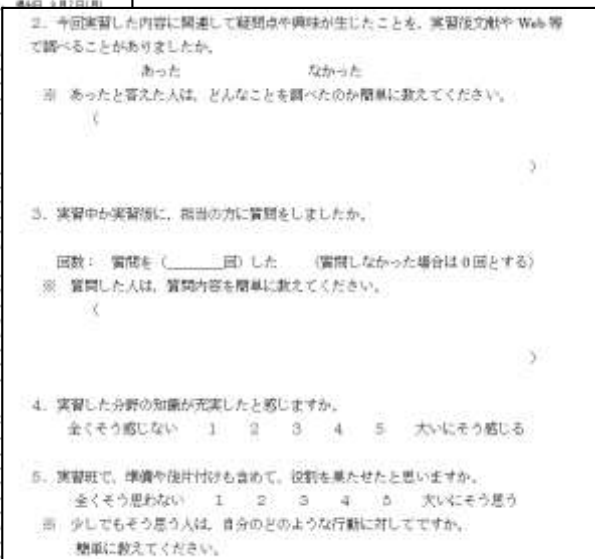 2．今回実習した内容に関連して疑問点や興味が生じたことを，実習後文献や Web 等
で調べることがありましたか。
あった　なかった
※　あったと答えた人は，どんなことを調べたのか簡単に教えてください。
（
）
3．実習中か実習後に，担当の方に質問をしましたか。
回数：　質問を（______回）した　（質問しなかった場合は 0 回とする）
※　質問した人は，質問内容を簡単に教えてください。
（
）
4．実習した分野の知識が充実したと感じますか。
全くそう感じない　1　2　3　4　5　大いにそう感じる
5．実習班で，準備や後片付けも含めて，役割を果たせたと思いますか。
全くそう思わない　1　2　3　4　5　大いにそう思う
※　少しでもそう思う人は，自分のどのような行動に対してですか。
簡単に教えてください。